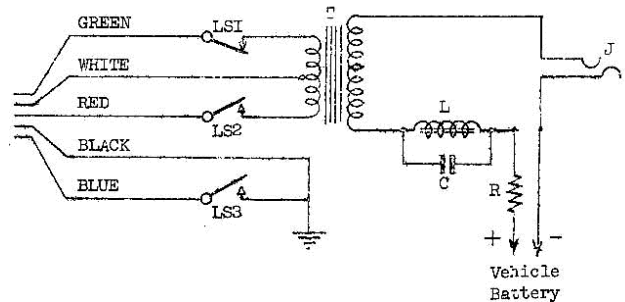 GREEN
LS1
WHITE
RED
LS2
BLACK
BLUE
LS3
J
L
C
R
+ -
Vehicle
Battery